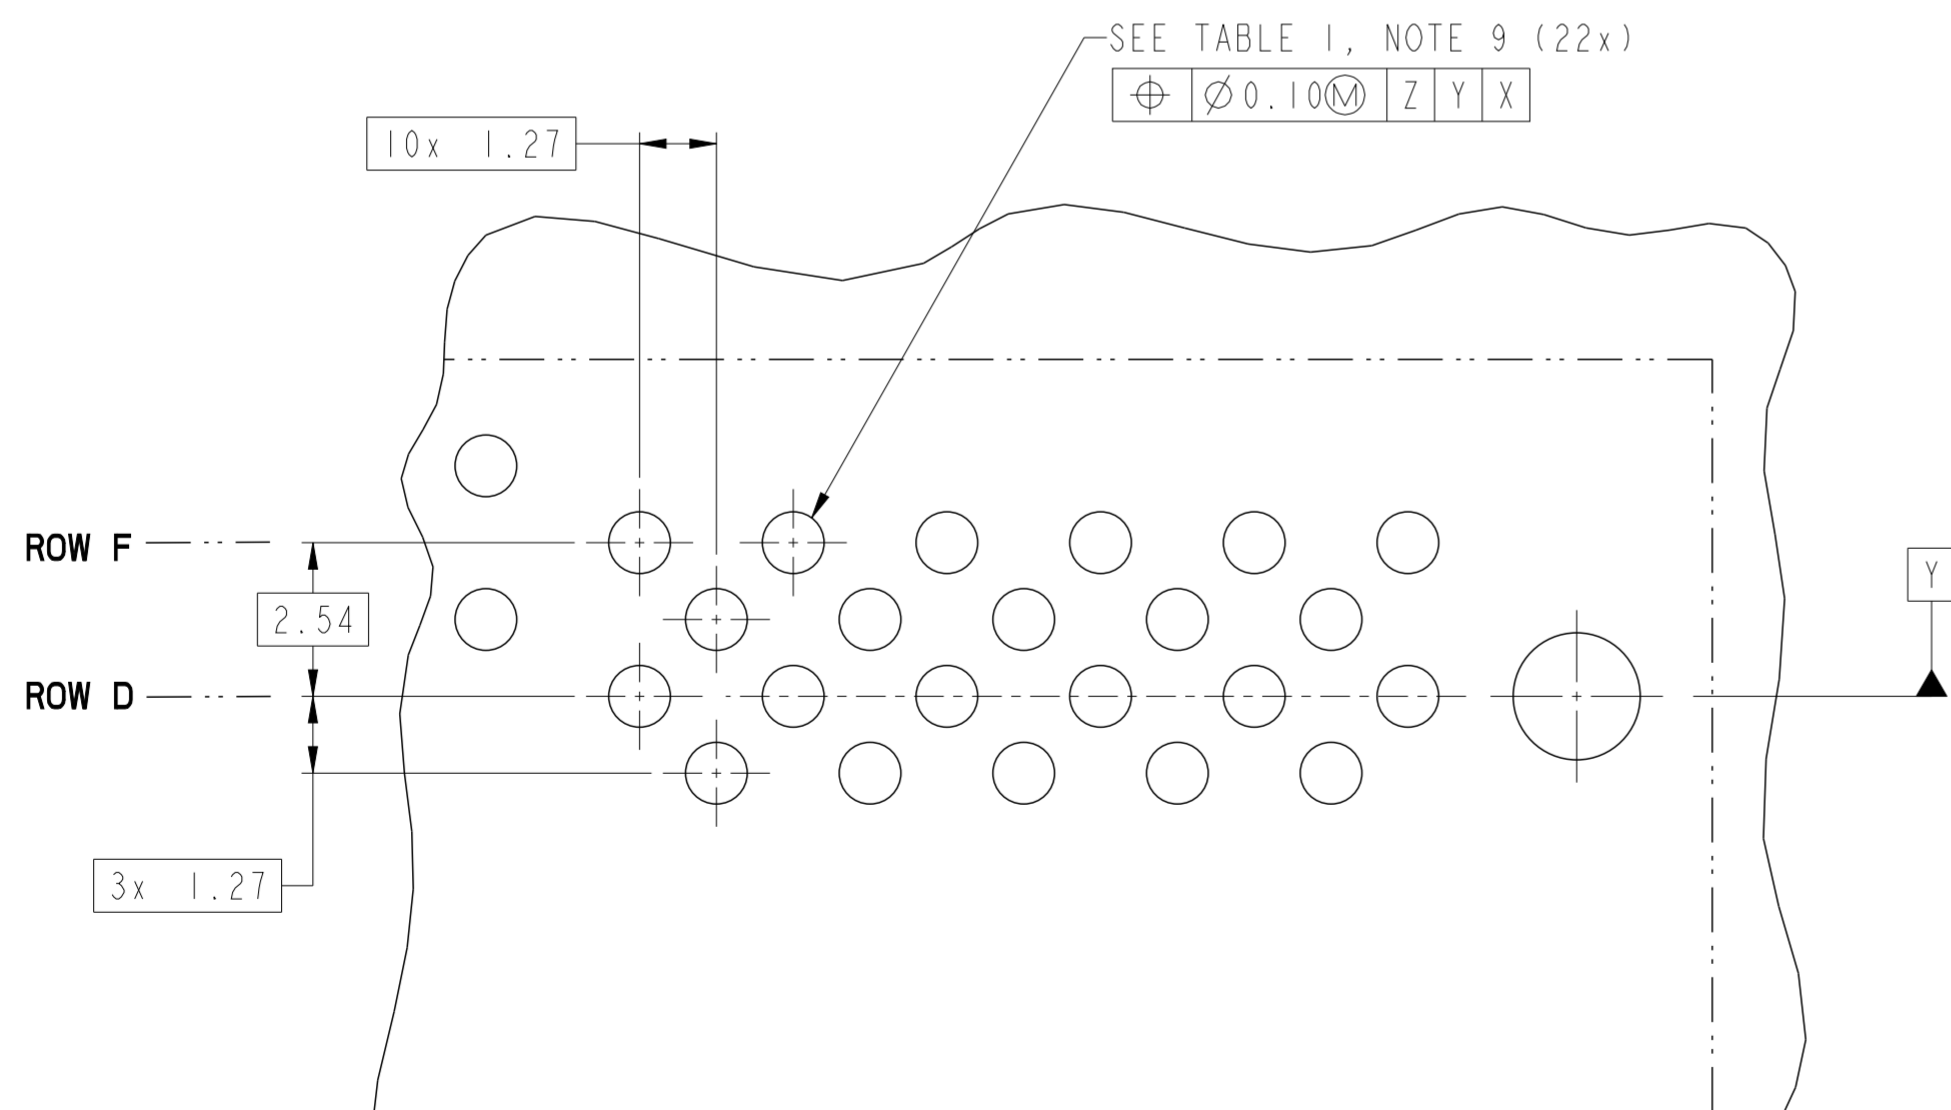 SEE TABLE 1, NOTE 9 (22x)
⌖ ⌀0.10Ⓜ Z Y X
10x 1.27
ROW F
2.54
Y
ROW D
3x 1.27